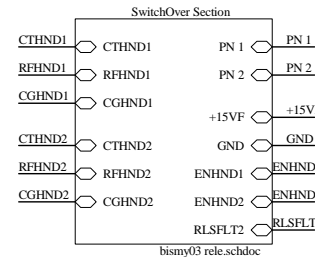 SwitchOver Section
CTHND1 CTHND1 PN 1 PN 1
RFHND1 RFHND1 PN 2 PN 2
CGHND1 CGHND1
+15VF +15V
CTHND2 CTHND2 GND GND
RFHND2 RFHND2 ENHND1 ENHND
CGHND2 CGHND2 ENHND2 ENHND
RLSFLT2 RLSFLT
bismy03 rele.schdoc